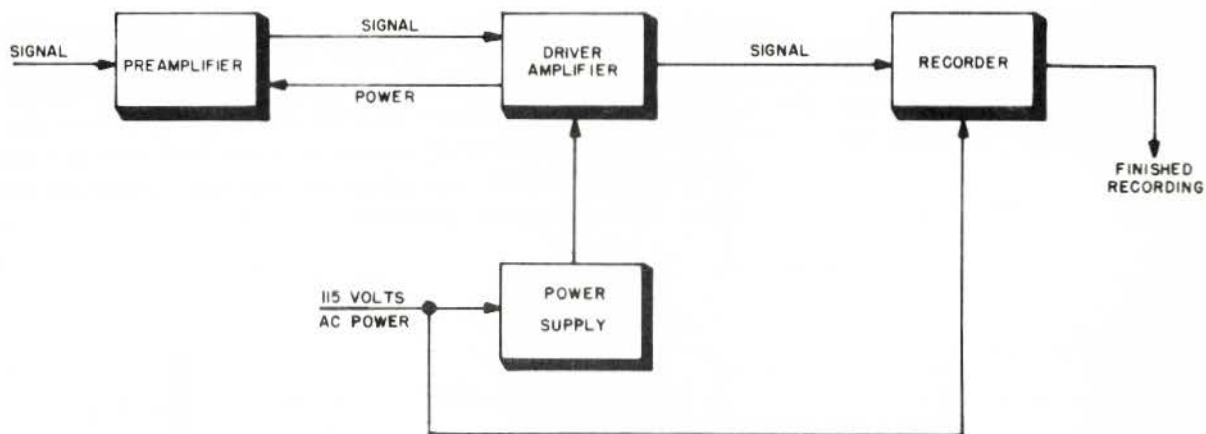 SIGNAL
PREAMPLIFIER
SIGNAL
POWER
DRIVER
AMPLIFIER
SIGNAL
RECORDER
FINISHED
RECORDING
115 VOLTS
AC POWER
POWER
SUPPLY